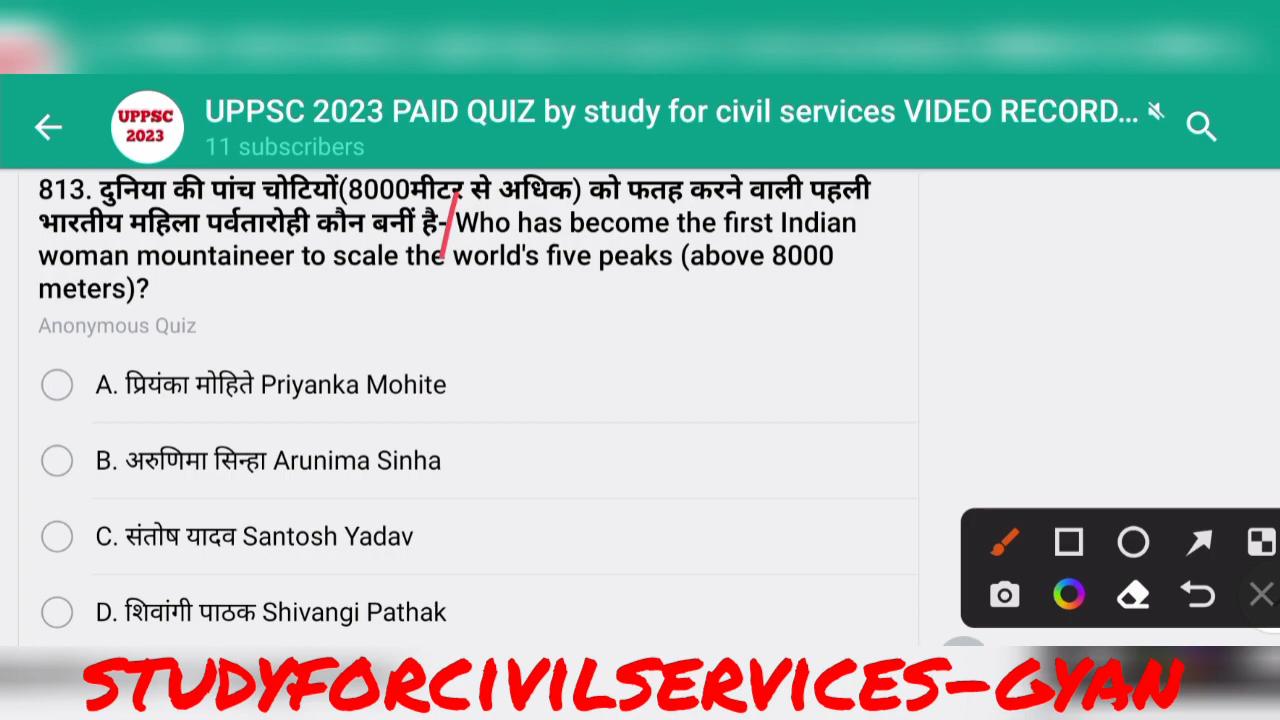 UPPSC
2023
UPPSC 2023 PAID QUIZ by study for civil services VIDEO RECORD...
11 subscribers
813. दुनिया की पांच चोटियों(8000मीटर से अधिक) को फतह करने वाली पहली
भारतीय महिला पर्वतारोही कौन बनीं है- Who has become the first Indian
woman mountaineer to scale the world's five peaks (above 8000
meters)?
Anonymous Quiz
A. प्रियंका मोहिते Priyanka Mohite
B. अरुणिमा सिन्हा Arunima Sinha
C. संतोष यादव Santosh Yadav
D. शिवांगी पाठक Shivangi Pathak
STUDYFORCIVILSERVICES-GYAN